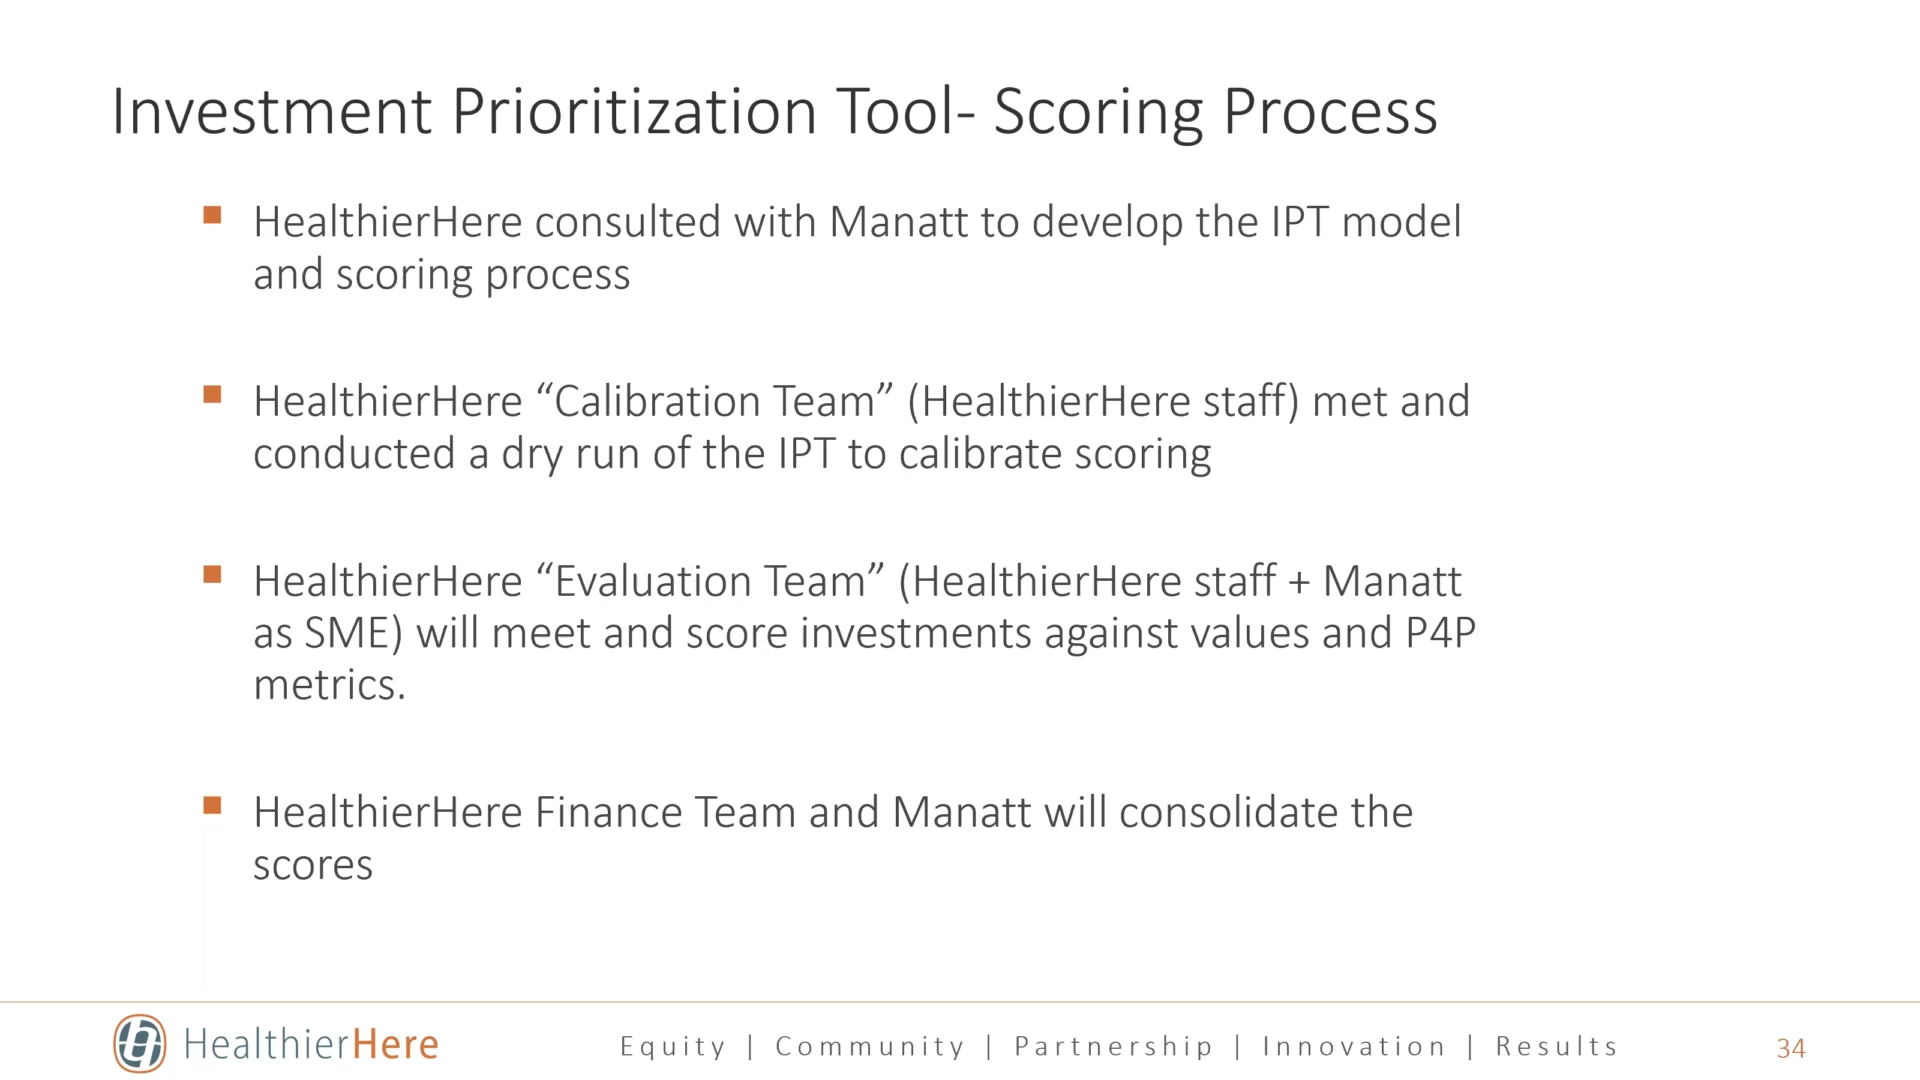 Investment Prioritization Tool- Scoring Process
▪ HealthierHere consulted with Manatt to develop the IPT model
and scoring process
▪ HealthierHere “Calibration Team” (HealthierHere staff) met and
conducted a dry run of the IPT to calibrate scoring
▪ HealthierHere “Evaluation Team” (HealthierHere staff + Manatt
as SME) will meet and score investments against values and P4P
metrics.
▪ HealthierHere Finance Team and Manatt will consolidate the
scores
HealthierHere
Equity | Community | Partnership | Innovation | Results
34